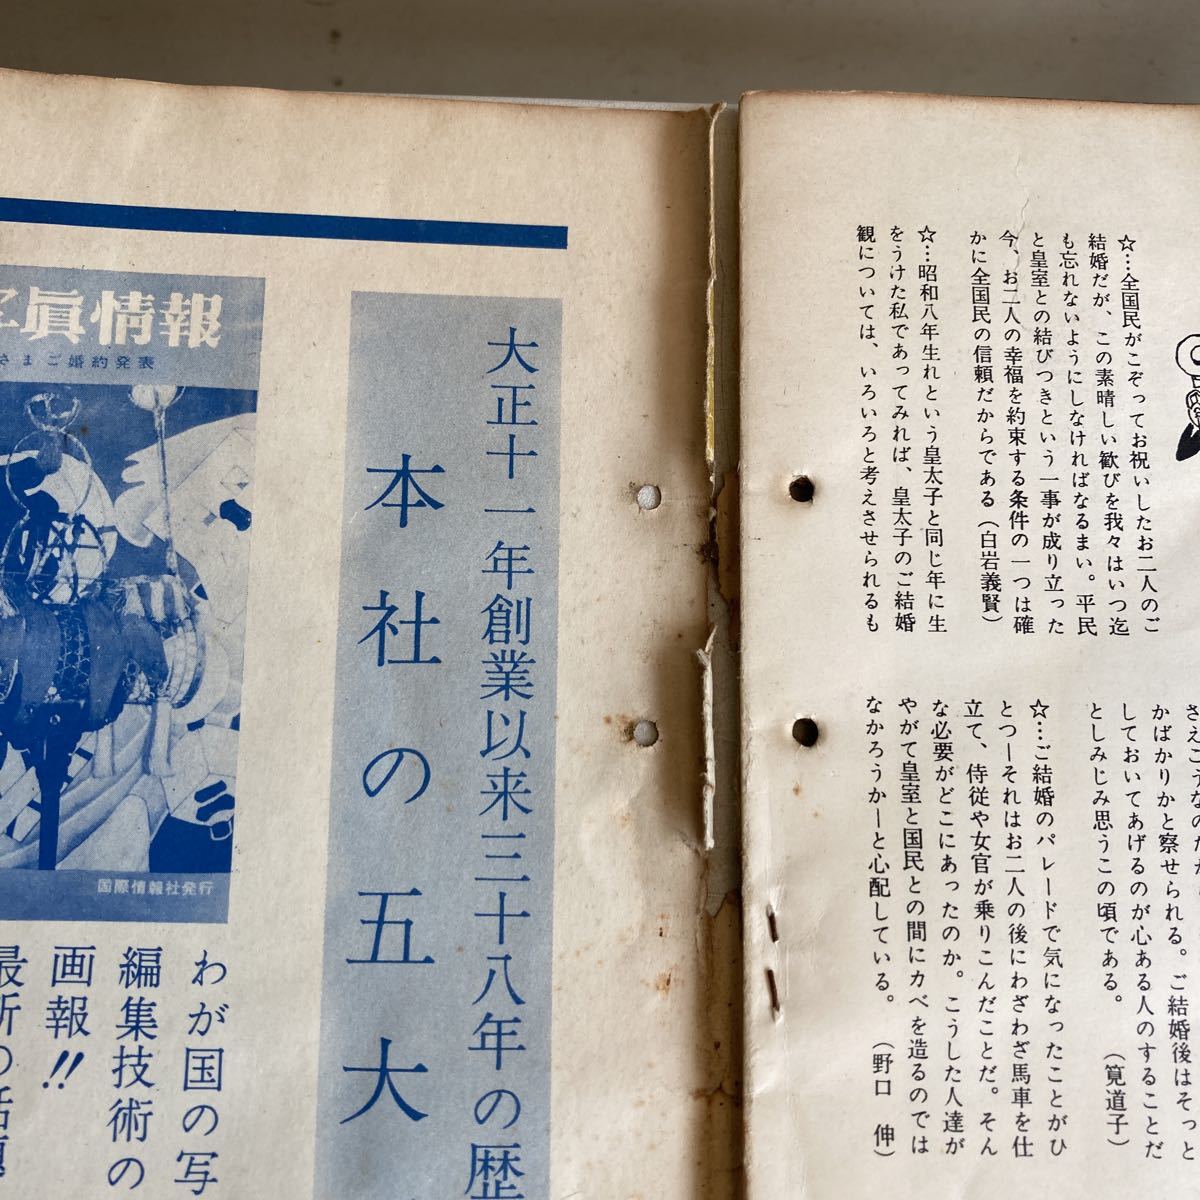 ☆…全国民がこぞってお祝いしたお二人のご
結婚だが、この素晴しい歓びを我々はいつ迄
も忘れないようにしなければなるまい。平民
と皇室との結びつきという一事が成り立った
今、お二人の幸福を約束する条件の一つは確
かに全国民の信頼だからである（白岩義賢）
☆…昭和八年生れという皇太子と同じ年に生
をうけた私であってみれば、皇太子のご結婚
観については、いろいろと考えさせられるも
かばかりかと察せられる。ご結婚後はそっと
しておいてあげるのが心ある人のすることだ
としみじみ思うこの頃である。（筧道子）
☆…ご結婚のパレードで気になったことがひ
とつ―それはお二人の後にわざわざ馬車を仕
立て、侍従や女官が乗りこんだことだ。そん
な必要がどこにあったのか。こうした人達が
やがて皇室と国民との間にカベを造るのでは
なかろうか―と心配している。（野口　伸）
大正十一年創業以来三十八年の歴
本社の五大
眞情報
さまご婚約発表
国際情報社発行
わが国の写
編集技術の
画報!!